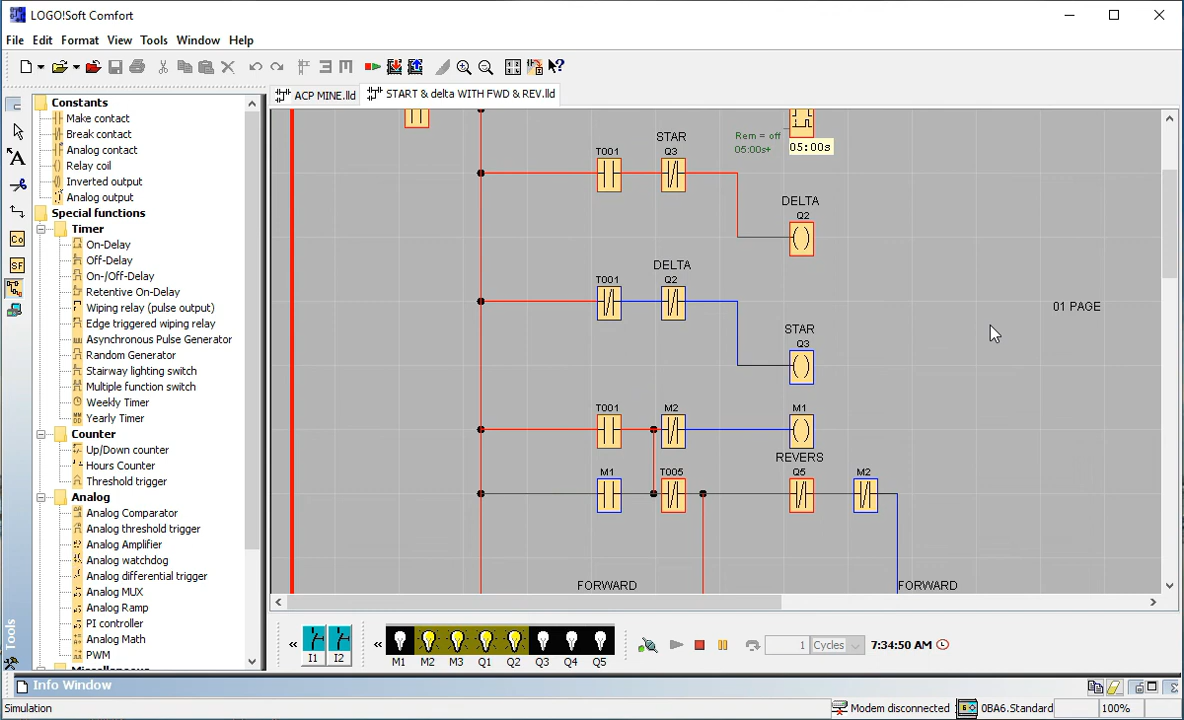 LOGO!Soft Comfort
File Edit Format View Tools Window Help
ACP MINE.lld
START & delta WITH FWD & REV.lld
Constants
Make contact
Break contact
Analog contact
Relay coil
Inverted output
Analog output
Special functions
Timer
On-Delay
Off-Delay
On-/Off-Delay
Retentive On-Delay
Wiping relay (pulse output)
Edge triggered wiping relay
Asynchronous Pulse Generator
Random Generator
Stairway lighting switch
Multiple function switch
Weekly Timer
Yearly Timer
Counter
Up/Down counter
Hours Counter
Threshold trigger
Analog
Analog Comparator
Analog threshold trigger
Analog Amplifier
Analog watchdog
Analog differential trigger
Analog MUX
Analog Ramp
PI controller
Analog Math
PWM
Co
SF
Tools
Rem = off
05:00s+
05:00s
STAR
T001 Q3
DELTA
Q2
DELTA
T001 Q2
01 PAGE
STAR
Q3
T001 M2 M1
REVERS
M1 T005 Q5 M2
FORWARD FORWARD
« I1 I2 « M1 M2 M3 Q1 Q2 Q3 Q4 Q5
1 Cycles 7:34:50 AM
Info Window
Simulation
Modem disconnected
0BA6.Standard
100%